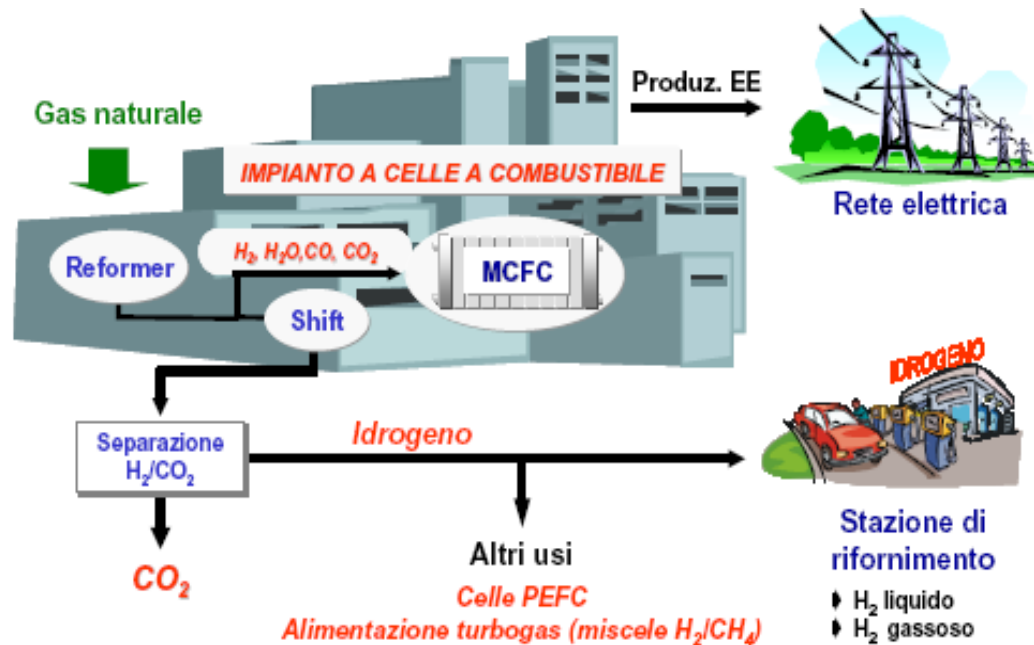 Produz. EE
Gas naturale
IMPIANTO A CELLE A COMBUSTIBILE
Rete elettrica
H₂, H₂O,CO, CO₂
Reformer
MCFC
Shift
IDROGENO
Idrogeno
Separazione
H₂/CO₂
Stazione di
rifornimento
Altri usi
CO₂
Celle PEFC
Alimentazione turbogas (miscele H₂/CH₄)
H₂ liquido
H₂ gassoso